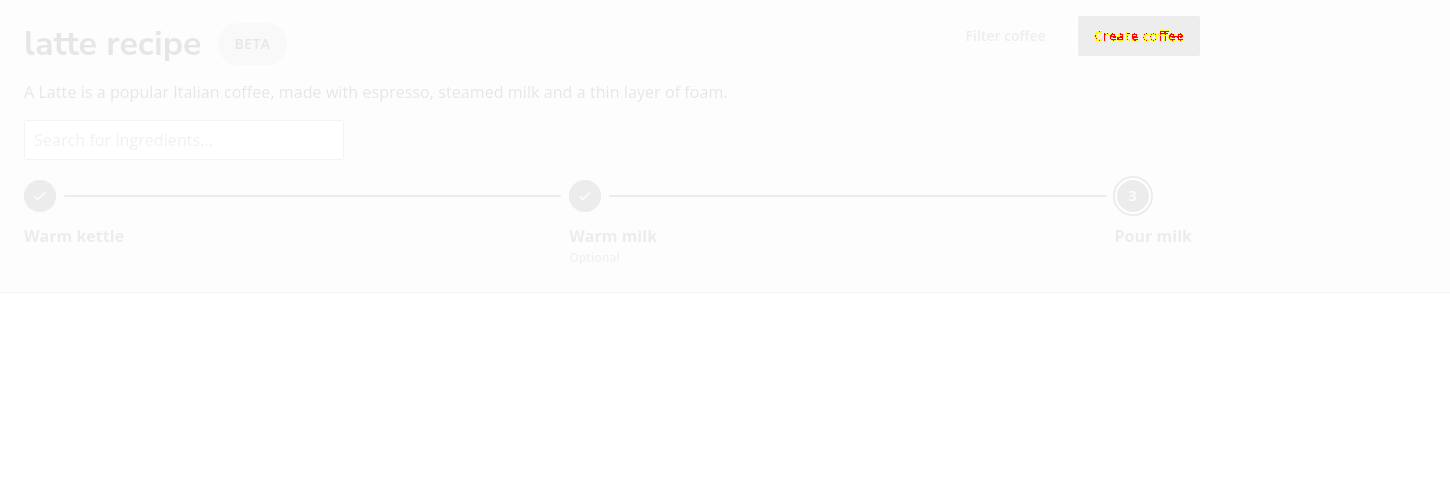 latte recipe BETA
Filter coffee Create coffee
A Latte is a popular Italian coffee, made with espresso, steamed milk and a thin layer of foam.
Search for ingredients...
3
Warm kettle Warm milk Pour milk
Optional